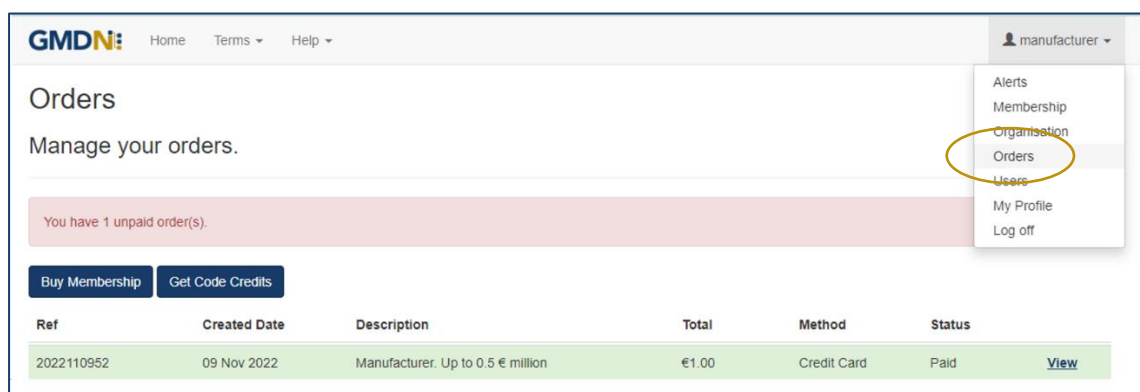 GMDN Home Terms Help manufacturer
Alerts
Membership
Organisation
Orders
Users
My Profile
Log off
Orders
Manage your orders.
You have 1 unpaid order(s).
Buy Membership Get Code Credits
Ref Created Date Description Total Method Status
2022110952 09 Nov 2022 Manufacturer. Up to 0.5 € million €1.00 Credit Card Paid View